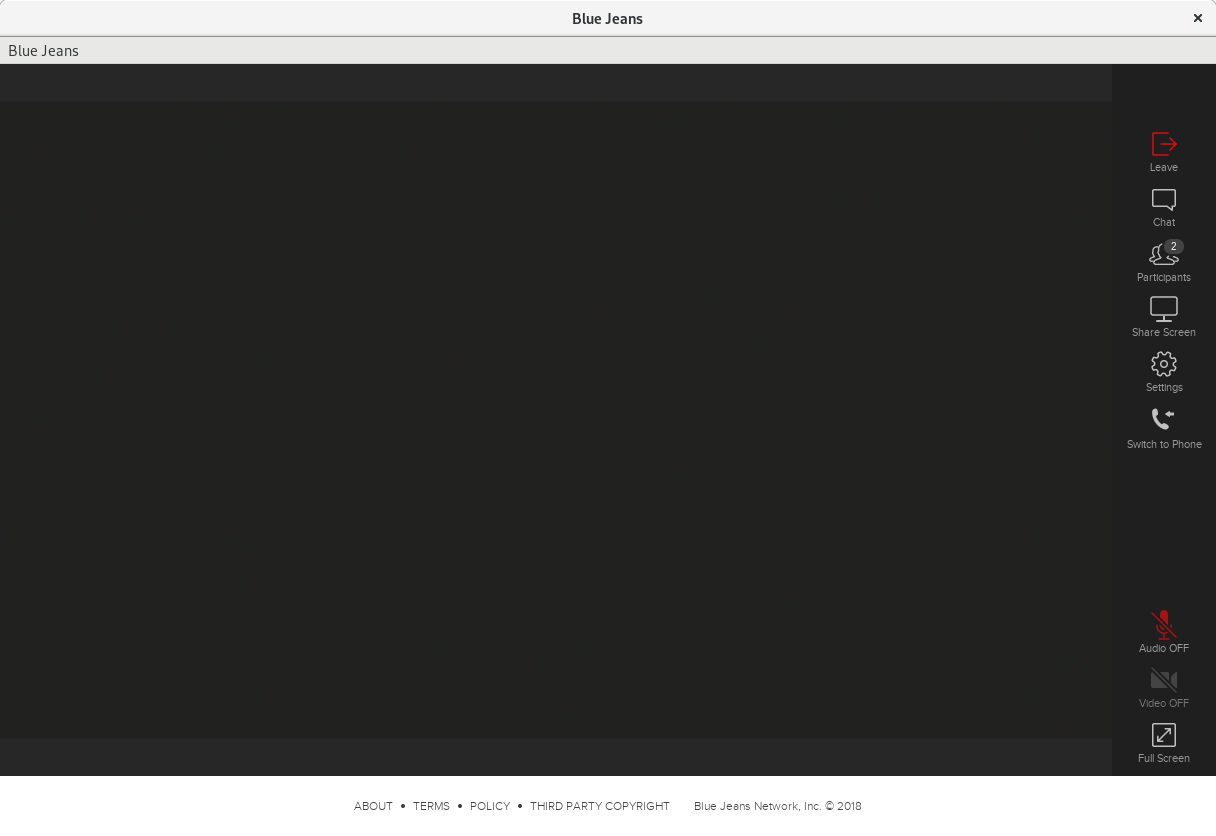 Blue Jeans
Blue Jeans
Leave
Chat
2
Participants
Share Screen
Settings
Switch to Phone
Audio OFF
Video OFF
Full Screen
ABOUT • TERMS • POLICY • THIRD PARTY COPYRIGHT Blue Jeans Network, Inc. © 2018